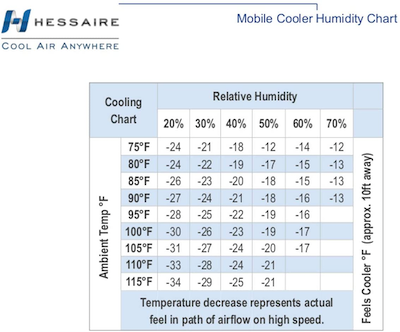 HESSAIRE
COOL AIR ANYWHERE
Mobile Cooler Humidity Chart
Cooling Chart
Relative Humidity
20% 30% 40% 50% 60% 70%
Ambient Temp °F
75°F -24 -21 -18 -12 -14 -12
80°F -24 -22 -19 -17 -15 -13
85°F -26 -23 -20 -18 -15 -13
90°F -27 -24 -21 -18 -16 -13
95°F -28 -25 -22 -19 -16
100°F -30 -26 -23 -19 -17
105°F -31 -27 -24 -20 -17
110°F -33 -28 -24 -21
115°F -34 -29 -25 -21
Feels Cooler °F (approx. 10ft away)
Temperature decrease represents actual
feel in path of airflow on high speed.